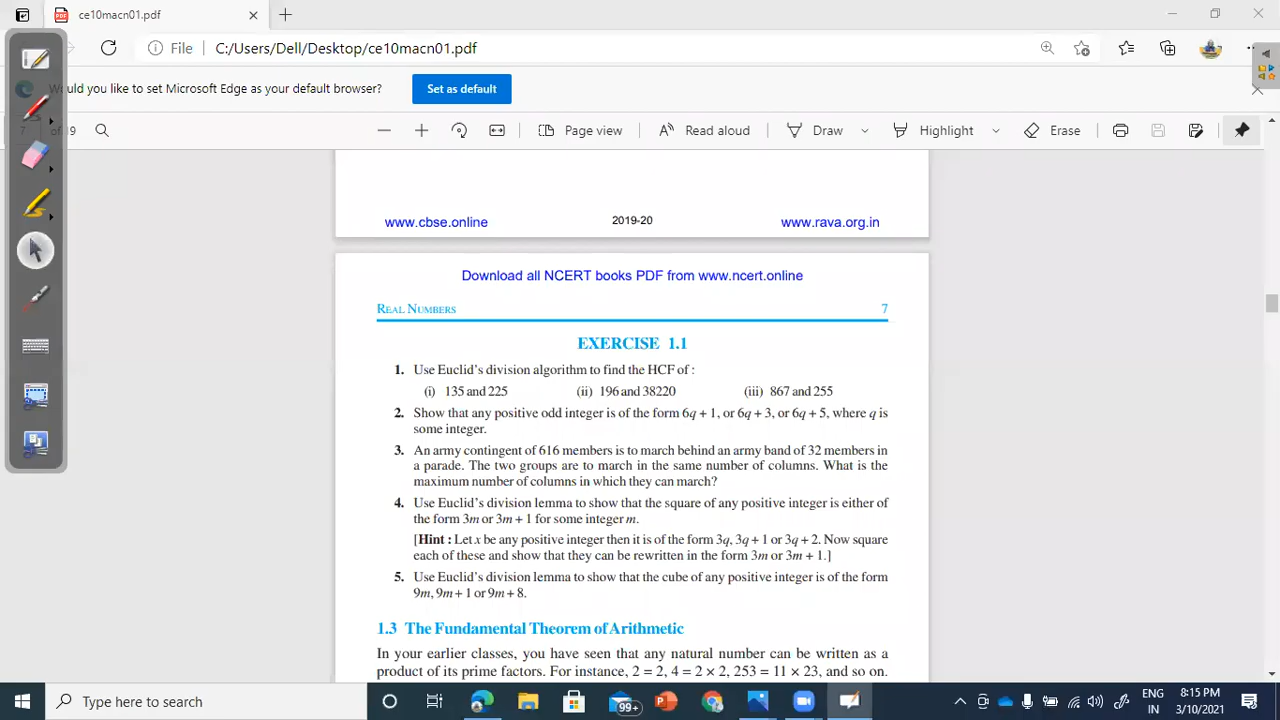 ce10macn01.pdf
File C:/Users/Dell/Desktop/ce10macn01.pdf
Would you like to set Microsoft Edge as your default browser? Set as default
7 of 19 Page view Read aloud Draw Highlight Erase
www.cbse.online 2019-20 www.rava.org.in
Download all NCERT books PDF from www.ncert.online
REAL NUMBERS 7
EXERCISE 1.1
1. Use Euclid's division algorithm to find the HCF of :
(i) 135 and 225 (ii) 196 and 38220 (iii) 867 and 255
2. Show that any positive odd integer is of the form 6q + 1, or 6q + 3, or 6q + 5, where q is
some integer.
3. An army contingent of 616 members is to march behind an army band of 32 members in
a parade. The two groups are to march in the same number of columns. What is the
maximum number of columns in which they can march?
4. Use Euclid's division lemma to show that the square of any positive integer is either of
the form 3m or 3m + 1 for some integer m.
[Hint : Let x be any positive integer then it is of the form 3q, 3q + 1 or 3q + 2. Now square
each of these and show that they can be rewritten in the form 3m or 3m + 1.]
5. Use Euclid's division lemma to show that the cube of any positive integer is of the form
9m, 9m + 1 or 9m + 8.
1.3 The Fundamental Theorem of Arithmetic
In your earlier classes, you have seen that any natural number can be written as a
product of its prime factors. For instance, 2 = 2, 4 = 2 × 2, 253 = 11 × 23, and so on.
Type here to search 99+ ENG 8:15 PM
IN 3/10/2021 5